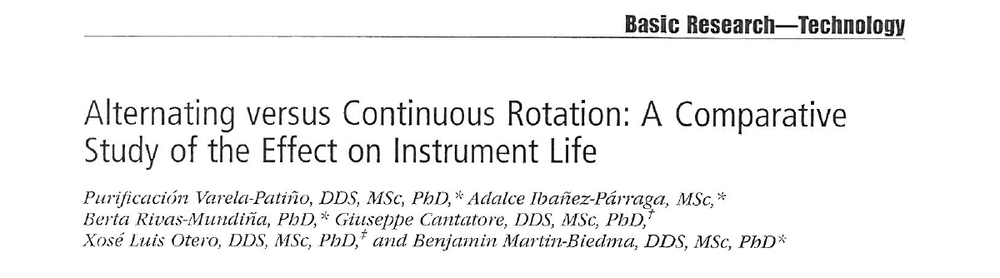 Basic Research—Technology
Alternating versus Continuous Rotation: A Comparative
Study of the Effect on Instrument Life
Purificación Varela-Patiño, DDS, MSc, PhD,* Adalce Ibañez-Párraga, MSc,*
Berta Rivas-Mundiña, PhD,* Giuseppe Cantatore, DDS, MSc, PhD,†
Xosé Luis Otero, DDS, MSc, PhD,‡ and Benjamin Martin-Biedma, DDS, MSc, PhD*